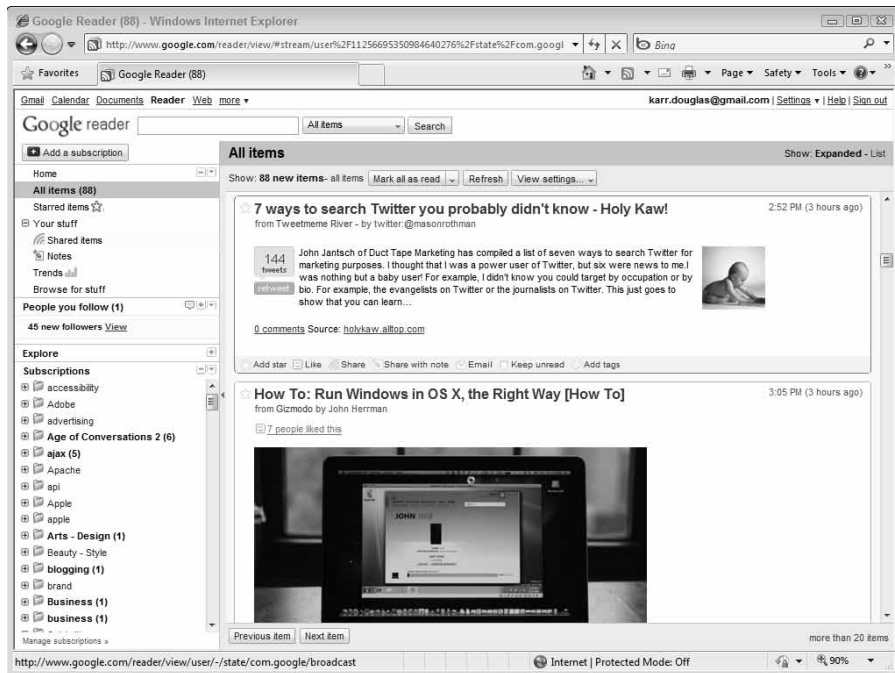 Google Reader (88) - Windows Internet Explorer
http://www.google.com/reader/view/#stream/user%2F11256695350984640276%2Fstate%2Fcom.googl
Bing
Favorites Google Reader (88) Page Safety Tools
Gmail Calendar Documents Reader Web more karr.douglas@gmail.com | Settings | Help | Sign out
Google reader All items Search
Add a subscription
Home
All items (88)
Starred items
Your stuff
Shared items
Notes
Trends
Browse for stuff
People you follow (1)
45 new followers View
Explore
Subscriptions
accessibility
Adobe
advertising
Age of Conversations 2 (6)
ajax (5)
Apache
api
Apple
apple
Arts - Design (1)
Beauty - Style
blogging (1)
brand
Business (1)
business (1)
Manage subscriptions »
All items Show: Expanded - List
Show: 88 new items - all items Mark all as read Refresh View settings...
7 ways to search Twitter you probably didn't know - Holy Kaw! 2:52 PM (3 hours ago)
from Tweetmeme River - by twitter:@masonrothman
144
tweets
retweet
John Jantsch of Duct Tape Marketing has compiled a list of seven ways to search Twitter for
marketing purposes. I thought that I was a power user of Twitter, but six were news to me.I
was nothing but a baby user! For example, I didn't know you could target by occupation or by
bio. For example, the evangelists on Twitter or the journalists on Twitter. This just goes to
show that you can learn…
0 comments Source: holykaw.alltop.com
Add star Like Share Share with note Email Keep unread Add tags
How To: Run Windows in OS X, the Right Way [How To] 3:05 PM (3 hours ago)
from Gizmodo by John Herrman
7 people liked this
JOHN
Previous item Next item more than 20 items
http://www.google.com/reader/view/user/-/state/com.google/broadcast Internet | Protected Mode: Off 90%